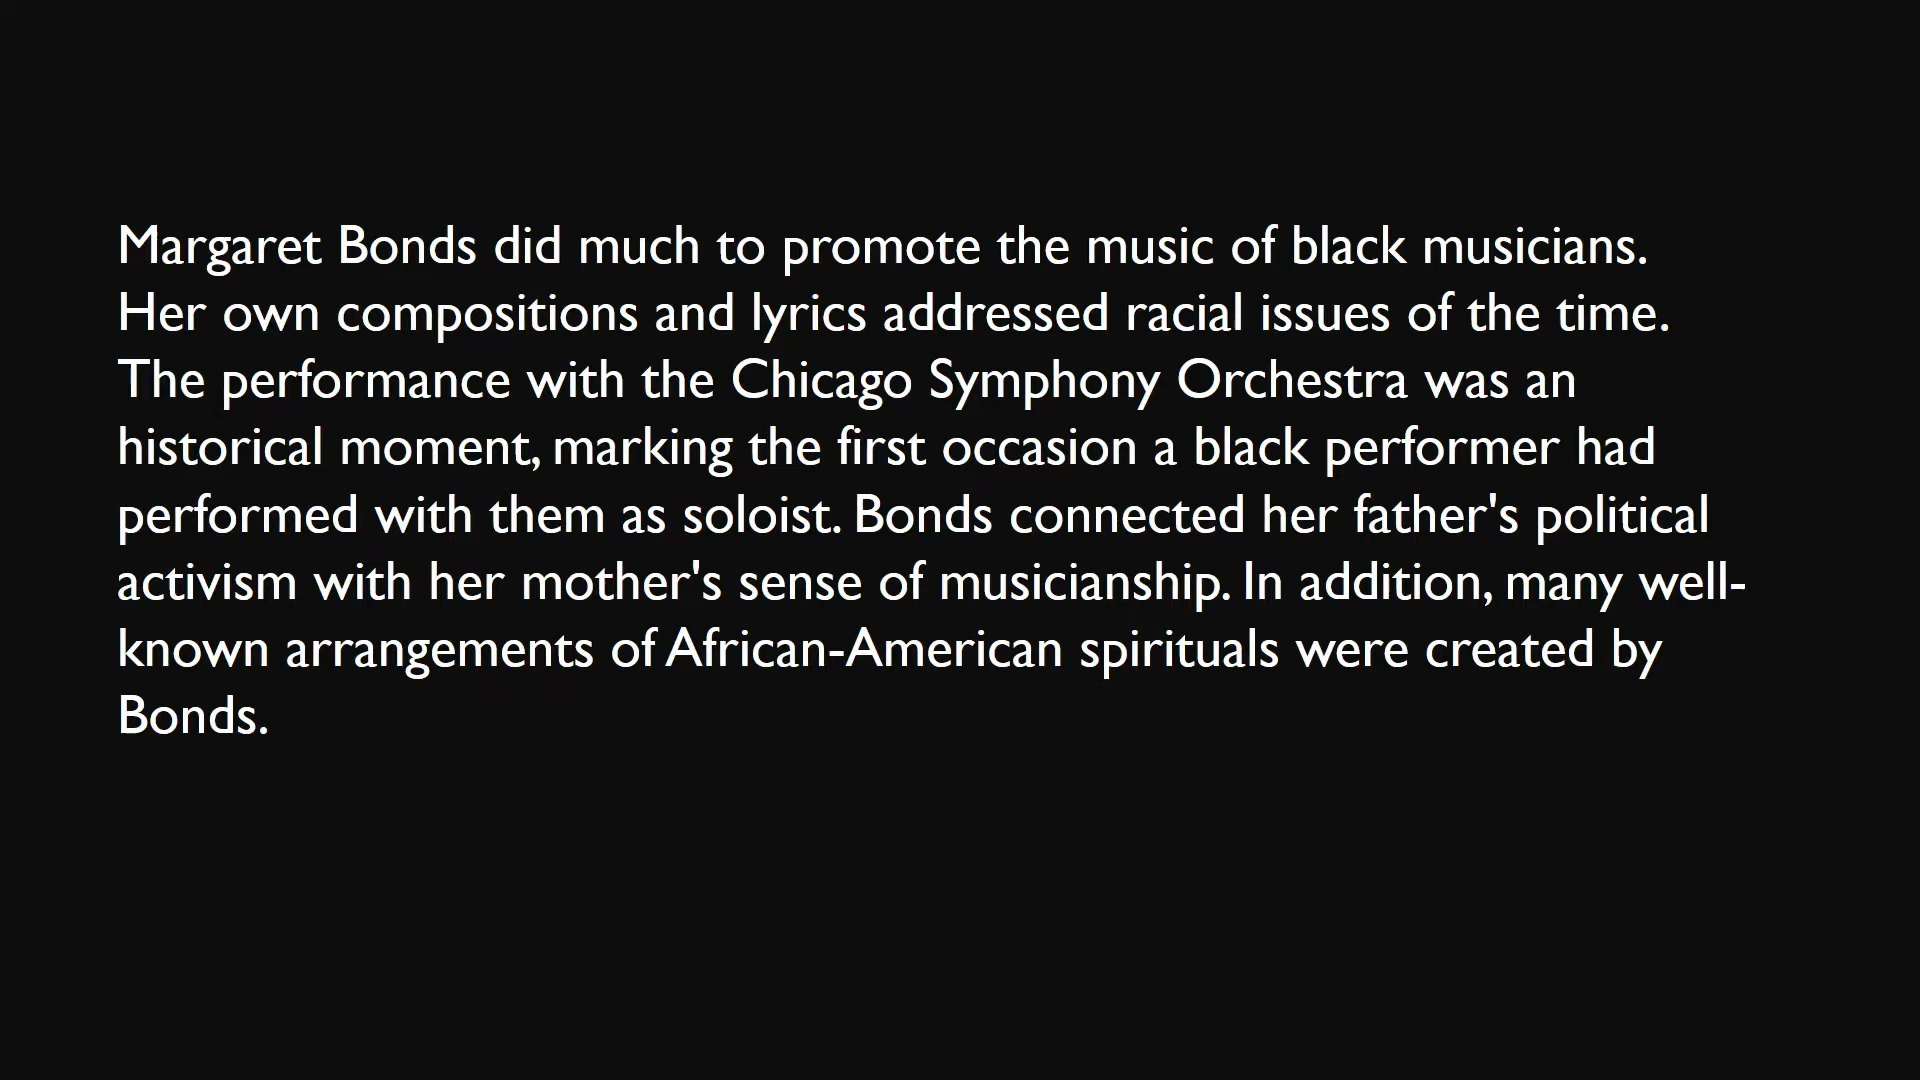 Margaret Bonds did much to promote the music of black musicians.
Her own compositions and lyrics addressed racial issues of the time.
The performance with the Chicago Symphony Orchestra was an
historical moment, marking the first occasion a black performer had
performed with them as soloist. Bonds connected her father's political
activism with her mother's sense of musicianship. In addition, many well-
known arrangements of African-American spirituals were created by
Bonds.